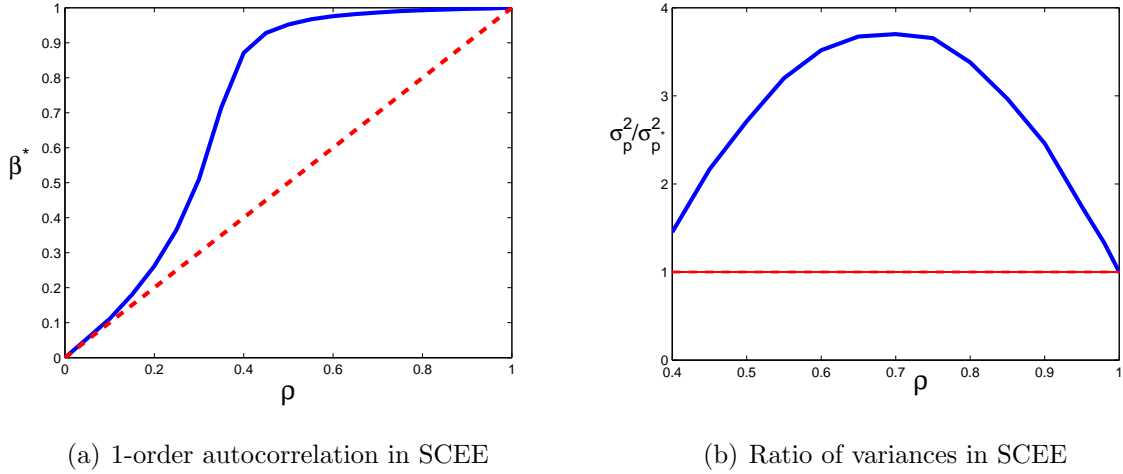 1
0.9
0.8
0.7
0.6
0.5
0.4
0.3
0.2
0.1
0
β*
0 0.2 0.4 0.6 0.8 1
ρ
(a) 1-order autocorrelation in SCEE
4
3
σ²p/σ²p*
2
1
0
0.4 0.5 0.6 0.7 0.8 0.9 1
ρ
(b) Ratio of variances in SCEE